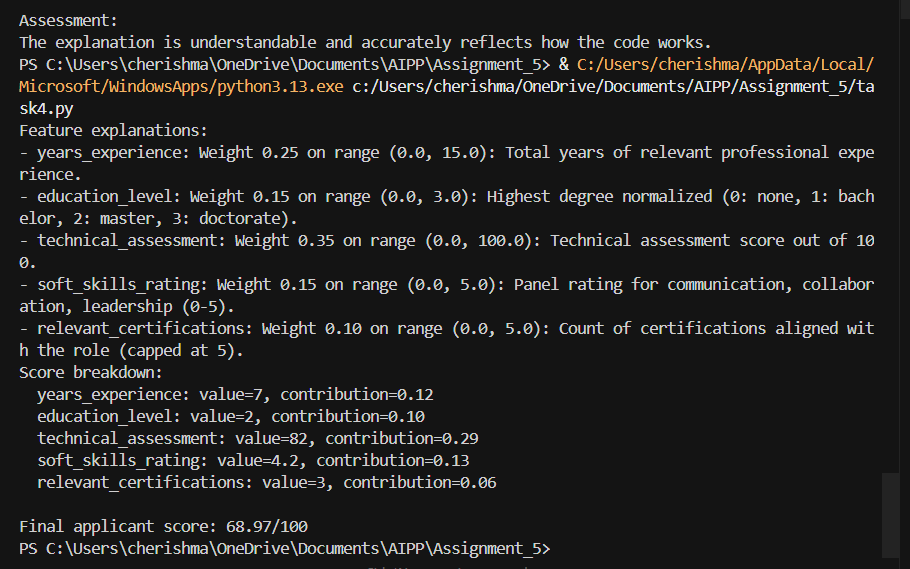 Assessment:
The explanation is understandable and accurately reflects how the code works.
PS C:\Users\cherishma\OneDrive\Documents\AIPP\Assignment_5> & C:/Users/cherishma/AppData/Local/
Microsoft/WindowsApps/python3.13.exe c:/Users/cherishma/OneDrive/Documents/AIPP/Assignment_5/ta
sk4.py
Feature explanations:
- years_experience: Weight 0.25 on range (0.0, 15.0): Total years of relevant professional expe
rience.
- education_level: Weight 0.15 on range (0.0, 3.0): Highest degree normalized (0: none, 1: bach
elor, 2: master, 3: doctorate).
- technical_assessment: Weight 0.35 on range (0.0, 100.0): Technical assessment score out of 10
0.
- soft_skills_rating: Weight 0.15 on range (0.0, 5.0): Panel rating for communication, collabor
ation, leadership (0-5).
- relevant_certifications: Weight 0.10 on range (0.0, 5.0): Count of certifications aligned wit
h the role (capped at 5).
Score breakdown:
  years_experience: value=7, contribution=0.12
  education_level: value=2, contribution=0.10
  technical_assessment: value=82, contribution=0.29
  soft_skills_rating: value=4.2, contribution=0.13
  relevant_certifications: value=3, contribution=0.06

Final applicant score: 68.97/100
PS C:\Users\cherishma\OneDrive\Documents\AIPP\Assignment_5>